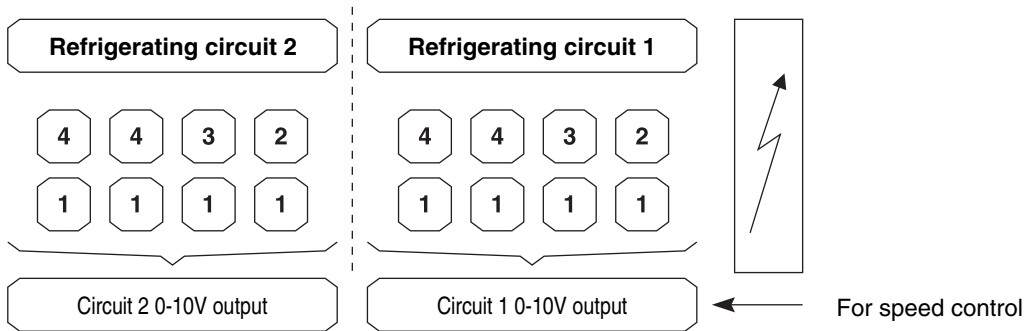 Refrigerating circuit 2 Refrigerating circuit 1
4 4 3 2 4 4 3 2
1 1 1 1 1 1 1 1
Circuit 2 0-10V output Circuit 1 0-10V output For speed control